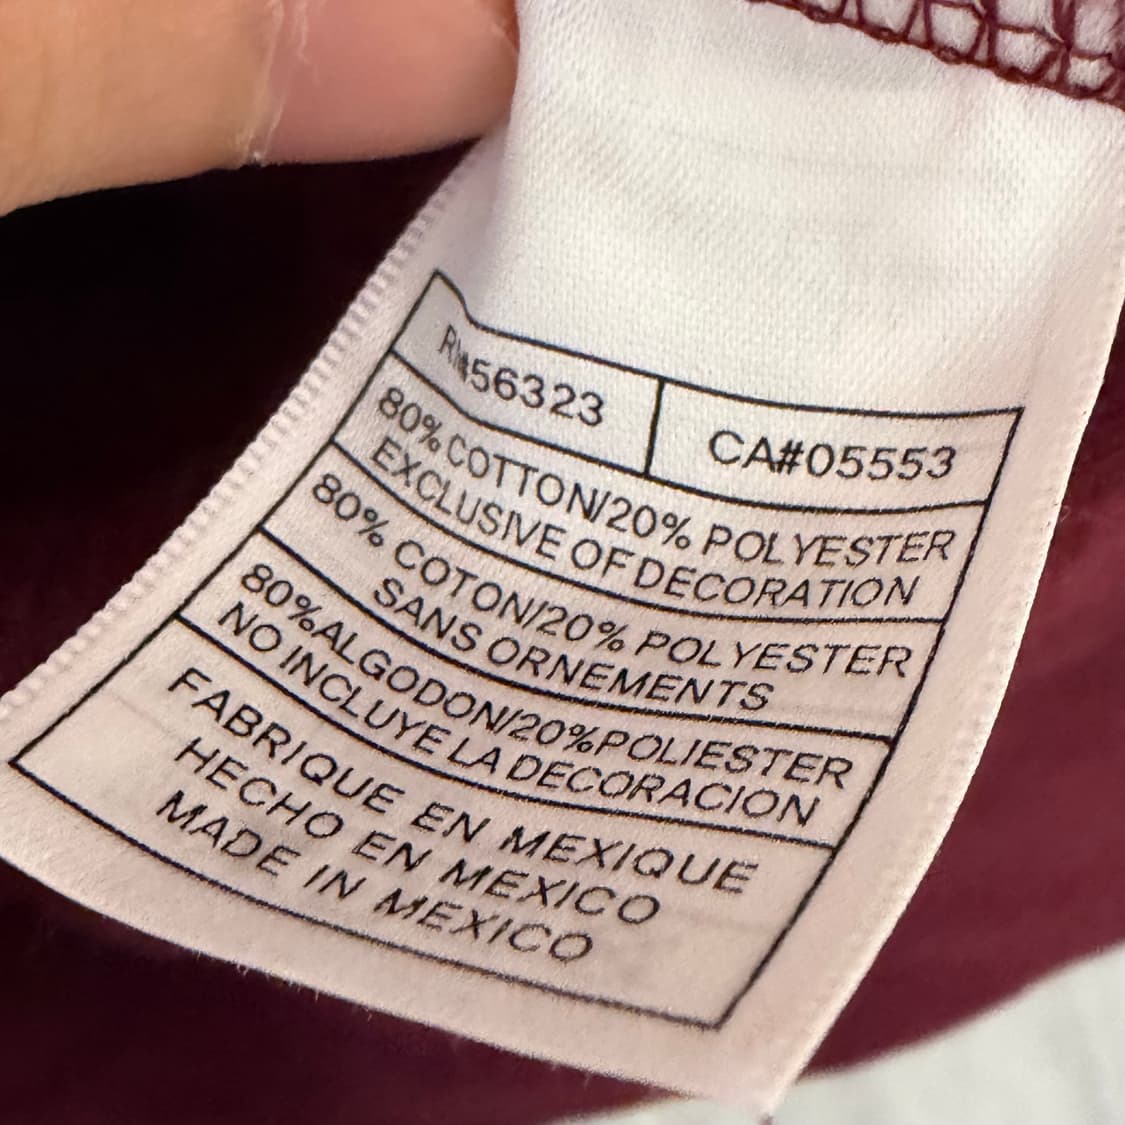 RN#56323 CA#05553
80% COTTON/20% POLYESTER
EXCLUSIVE OF DECORATION
80% COTON/20% POLYESTER
SANS ORNEMENTS
80%ALGODON/20%POLIESTER
NO INCLUYE LA DECORACION
FABRIQUE EN MEXIQUE
HECHO EN MEXICO
MADE IN MEXICO